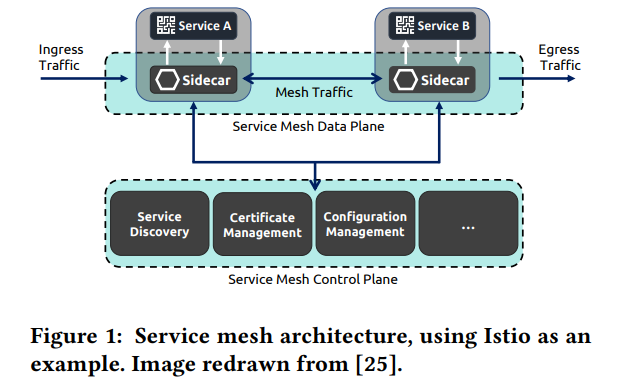 Service A
Service B
Ingress
Traffic
Egress
Traffic
Sidecar
Sidecar
Mesh Traffic
Service Mesh Data Plane
Service
Discovery
Certificate
Management
Configuration
Management
...
Service Mesh Control Plane
Figure 1: Service mesh architecture, using Istio as an
example. Image redrawn from [25].